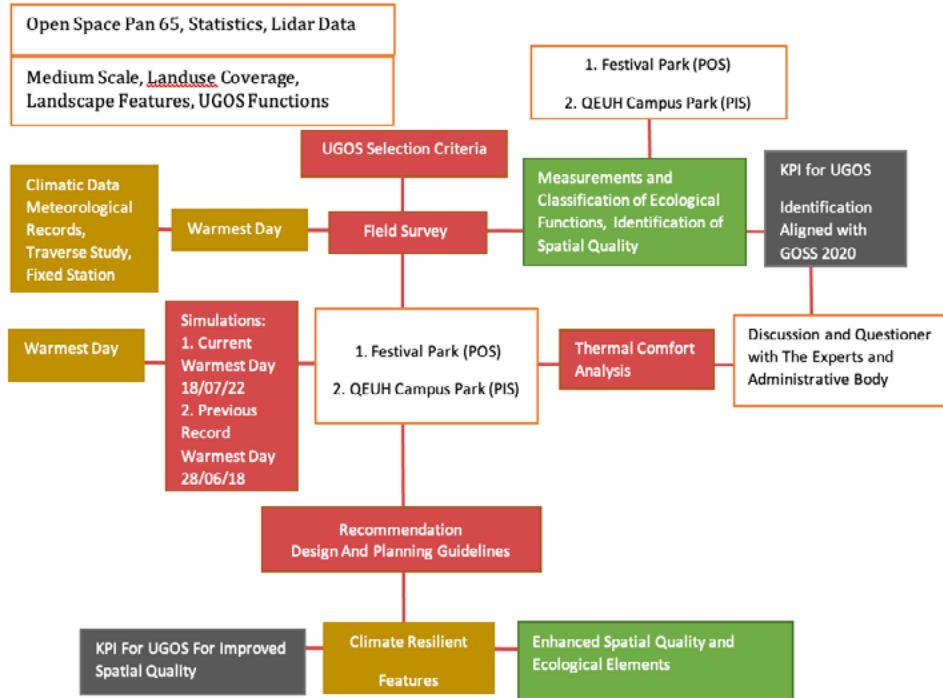 Open Space Pan 65, Statistics, Lidar Data
Medium Scale, Landuse Coverage,
Landscape Features, UGOS Functions
1. Festival Park (POS)
2. QEUH Campus Park (PIS)
UGOS Selection Criteria
Climatic Data
Meteorological
Records,
Traverse Study,
Fixed Station
Warmest Day
Field Survey
Measurements and
Classification of Ecological
Functions, Identification of
Spatial Quality
KPI for UGOS
Identification
Aligned with
GOSS 2020
Warmest Day
Simulations:
1. Current
Warmest Day
18/07/22
2. Previous
Record
Warmest Day
28/06/18
1. Festival Park (POS)
2. QEUH Campus Park (PIS)
Thermal Comfort
Analysis
Discussion and Questioner
with The Experts and
Administrative Body
Recommendation
Design And Planning Guidelines
KPI For UGOS For Improved
Spatial Quality
Climate Resilient
Features
Enhanced Spatial Quality and
Ecological Elements